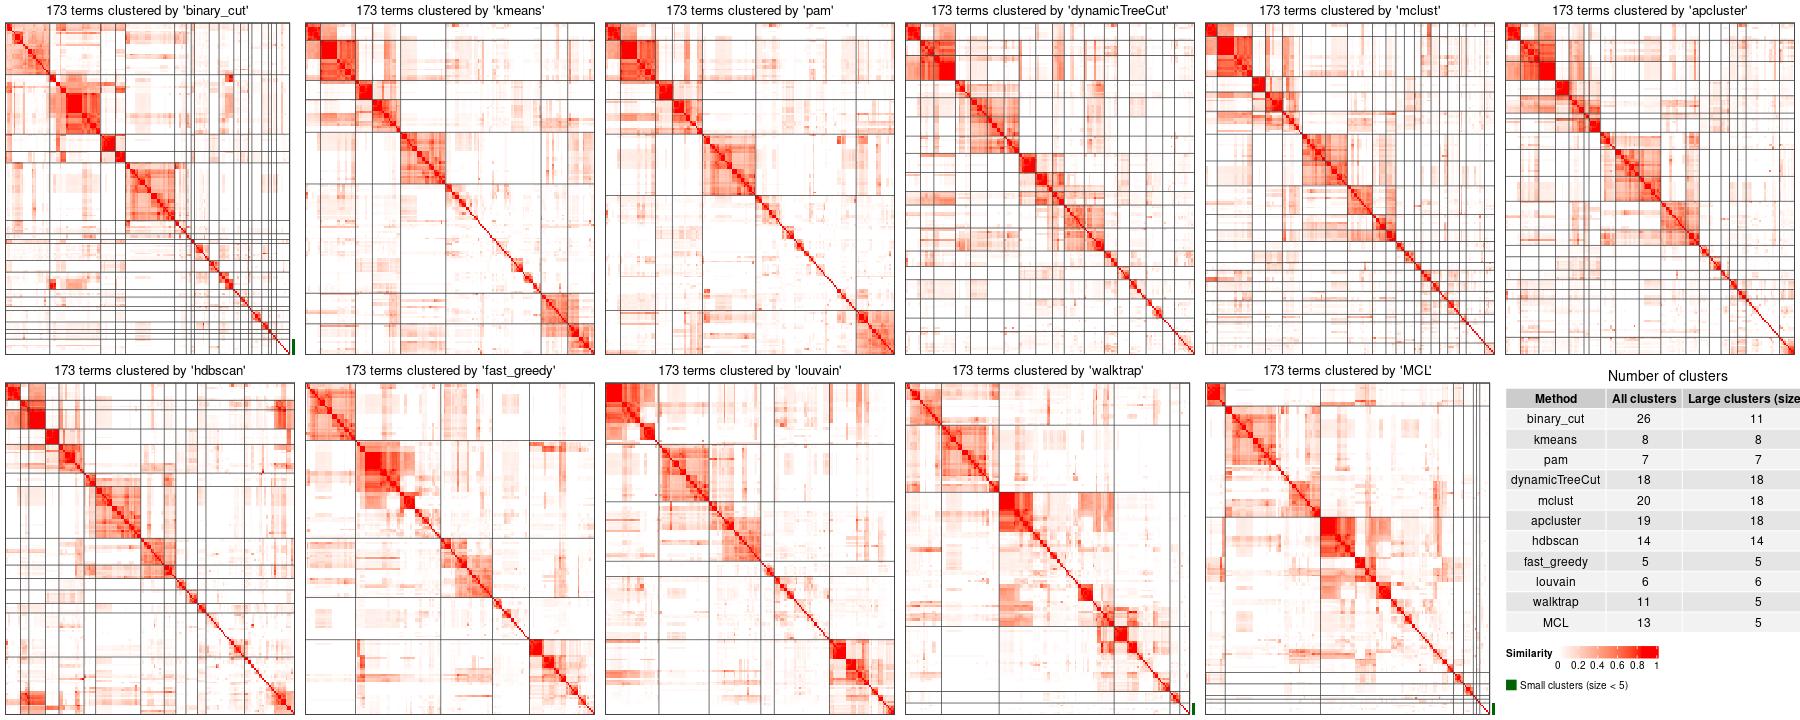 173 terms clustered by 'binary_cut'
173 terms clustered by 'kmeans'
173 terms clustered by 'pam'
173 terms clustered by 'dynamicTreeCut'
173 terms clustered by 'mclust'
173 terms clustered by 'apcluster'
173 terms clustered by 'hdbscan'
173 terms clustered by 'fast_greedy'
173 terms clustered by 'louvain'
173 terms clustered by 'walktrap'
173 terms clustered by 'MCL'
Number of clusters
Method All clusters Large clusters (size
binary_cut 26 11
kmeans 8 8
pam 7 7
dynamicTreeCut 18 18
mclust 20 18
apcluster 19 18
hdbscan 14 14
fast_greedy 5 5
louvain 6 6
walktrap 11 5
MCL 13 5
Similarity
0 0.2 0.4 0.6 0.8 1
Small clusters (size < 5)